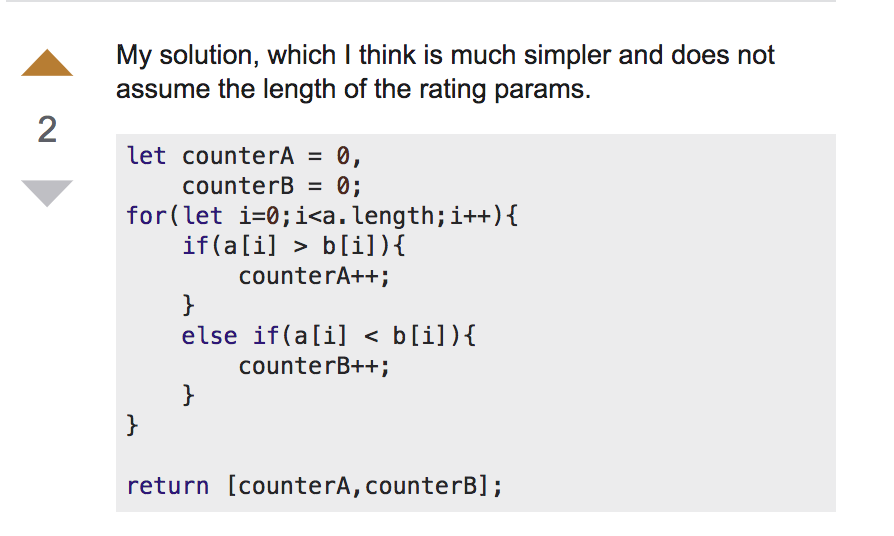 My solution, which I think is much simpler and does not
assume the length of the rating params.
2
let counterA = 0,
    counterB = 0;
for(let i=0;i<a.length;i++){
    if(a[i] > b[i]){
        counterA++;
    }
    else if(a[i] < b[i]){
        counterB++;
    }
}
return [counterA,counterB];